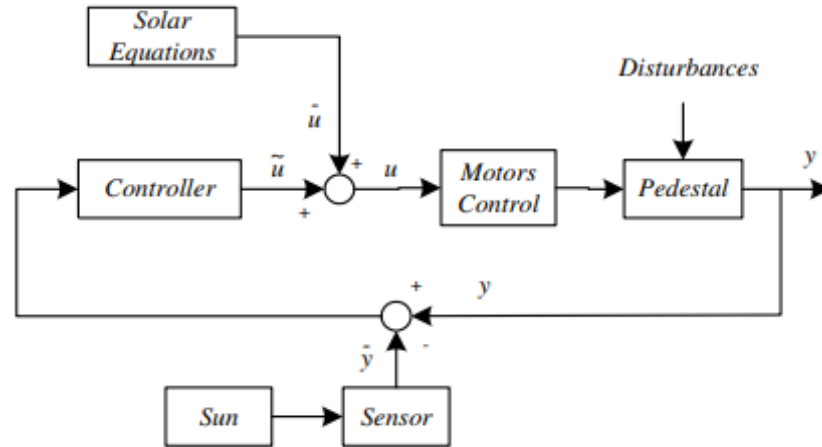 Solar
Equations
Disturbances
ū
ũ
+
u
y
Controller
+
Motors
Control
Pedestal
+
y
ȳ
-
Sun
Sensor